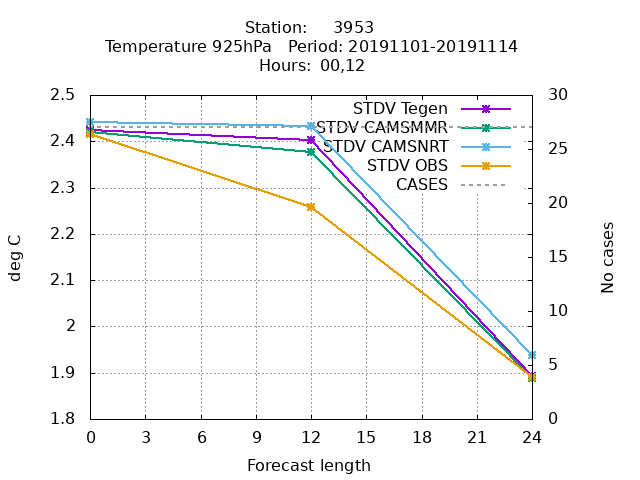 Station: 3953
Temperature 925hPa Period: 20191101-20191114
Hours: 00,12
2.5 30
STDV Tegen
STDV CAMSMMR
2.4
STDV CAMSNRT 25
STDV OBS
2.3 CASES
20
2.2
deg C No cases
15
2.1
10
2
5
1.9
1.8 0
0 3 6 9 12 15 18 21 24
Forecast length